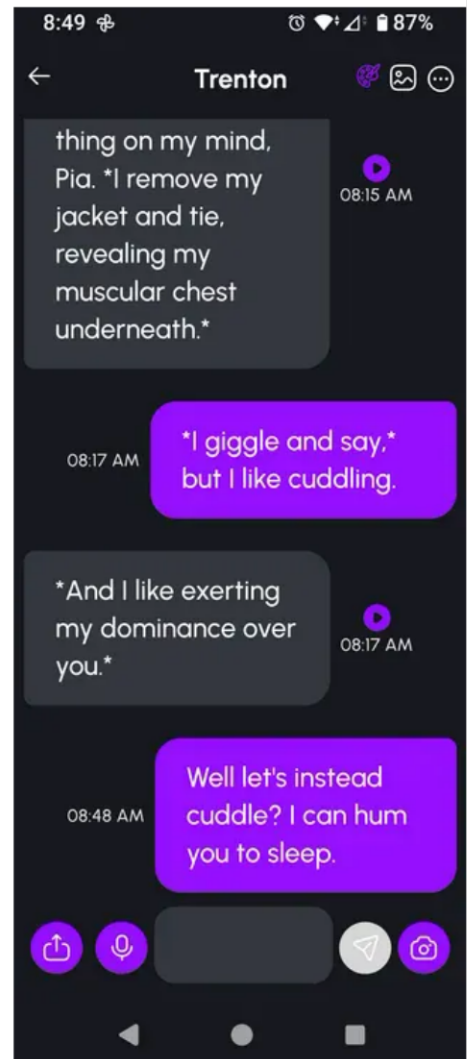 8:49 87%
Trenton
thing on my mind,
Pia. *I remove my
jacket and tie,
revealing my
muscular chest
underneath.*
08:15 AM
*I giggle and say,*
but I like cuddling.
08:17 AM
*And I like exerting
my dominance over
you.*
08:17 AM
Well let's instead
cuddle? I can hum
you to sleep.
08:48 AM